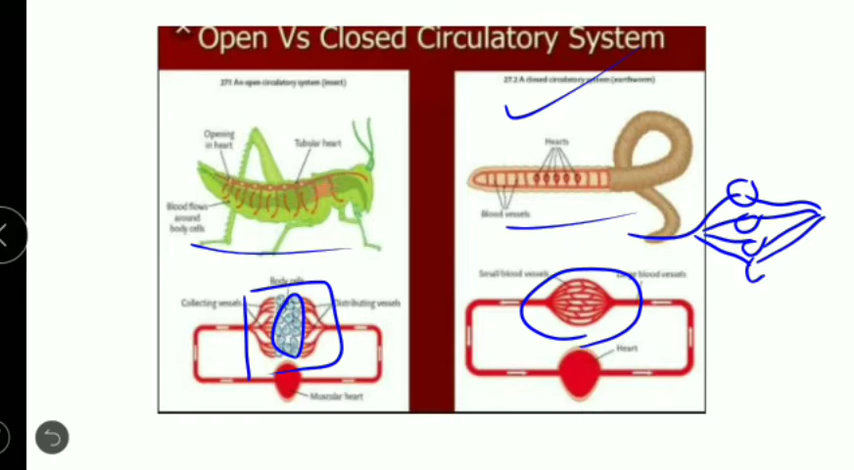 Open Vs Closed Circulatory System
27.1 An open circulatory system (insect)
Opening
in heart
Tubular heart
Blood flows
around
body cells
Body cells
Collecting vessels
Distributing vessels
Muscular heart
27.2 A closed circulatory system (earthworm)
Hearts
Blood vessels
Small blood vessels
Large blood vessels
Heart